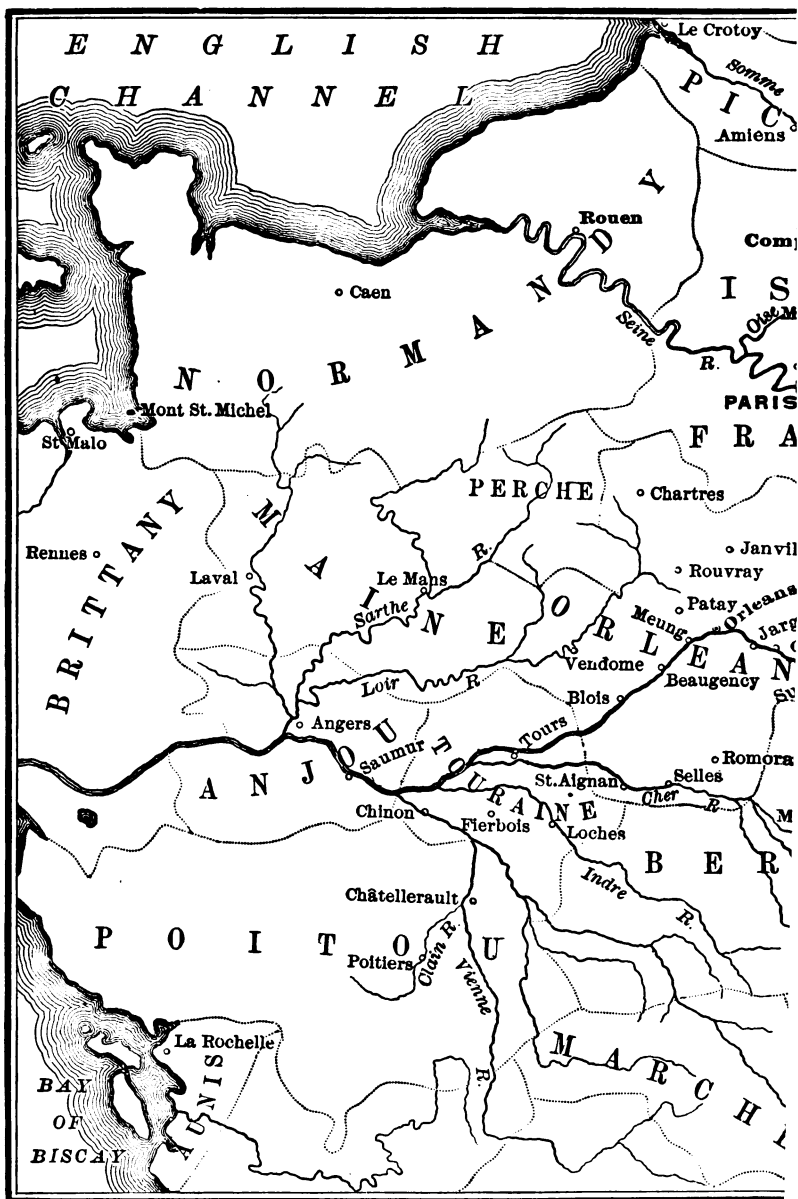 ENGLISH
CHANNEL
Le Crotoy
Somme
PIC
Amiens
Rouen
Comp
NORMANDY
Caen
IS
Seine
R.
Oise
M
PARIS
Mont St. Michel
St Malo
FRA
PERCHE
Chartres
BRITTANY
MAINE
Rennes
Laval
Le Mans
Sarthe
R.
Janvil
Rouvray
Patay
Orleans
Meung
Jarg
ORLEAN
Vendome
Beaugency
Loir
R
Su
Blois
Angers
ANJOU
Saumur
Tours
TOURAINE
Romora
St. Aignan
Selles
Cher R
Chinon
Fierbois
Loches
M
BER
Indre
R.
Châtellerault
POITOU
Poitiers
Clain R.
Vienne
R.
La Rochelle
AUNIS
MARCHE
BAY
OF
BISCAY